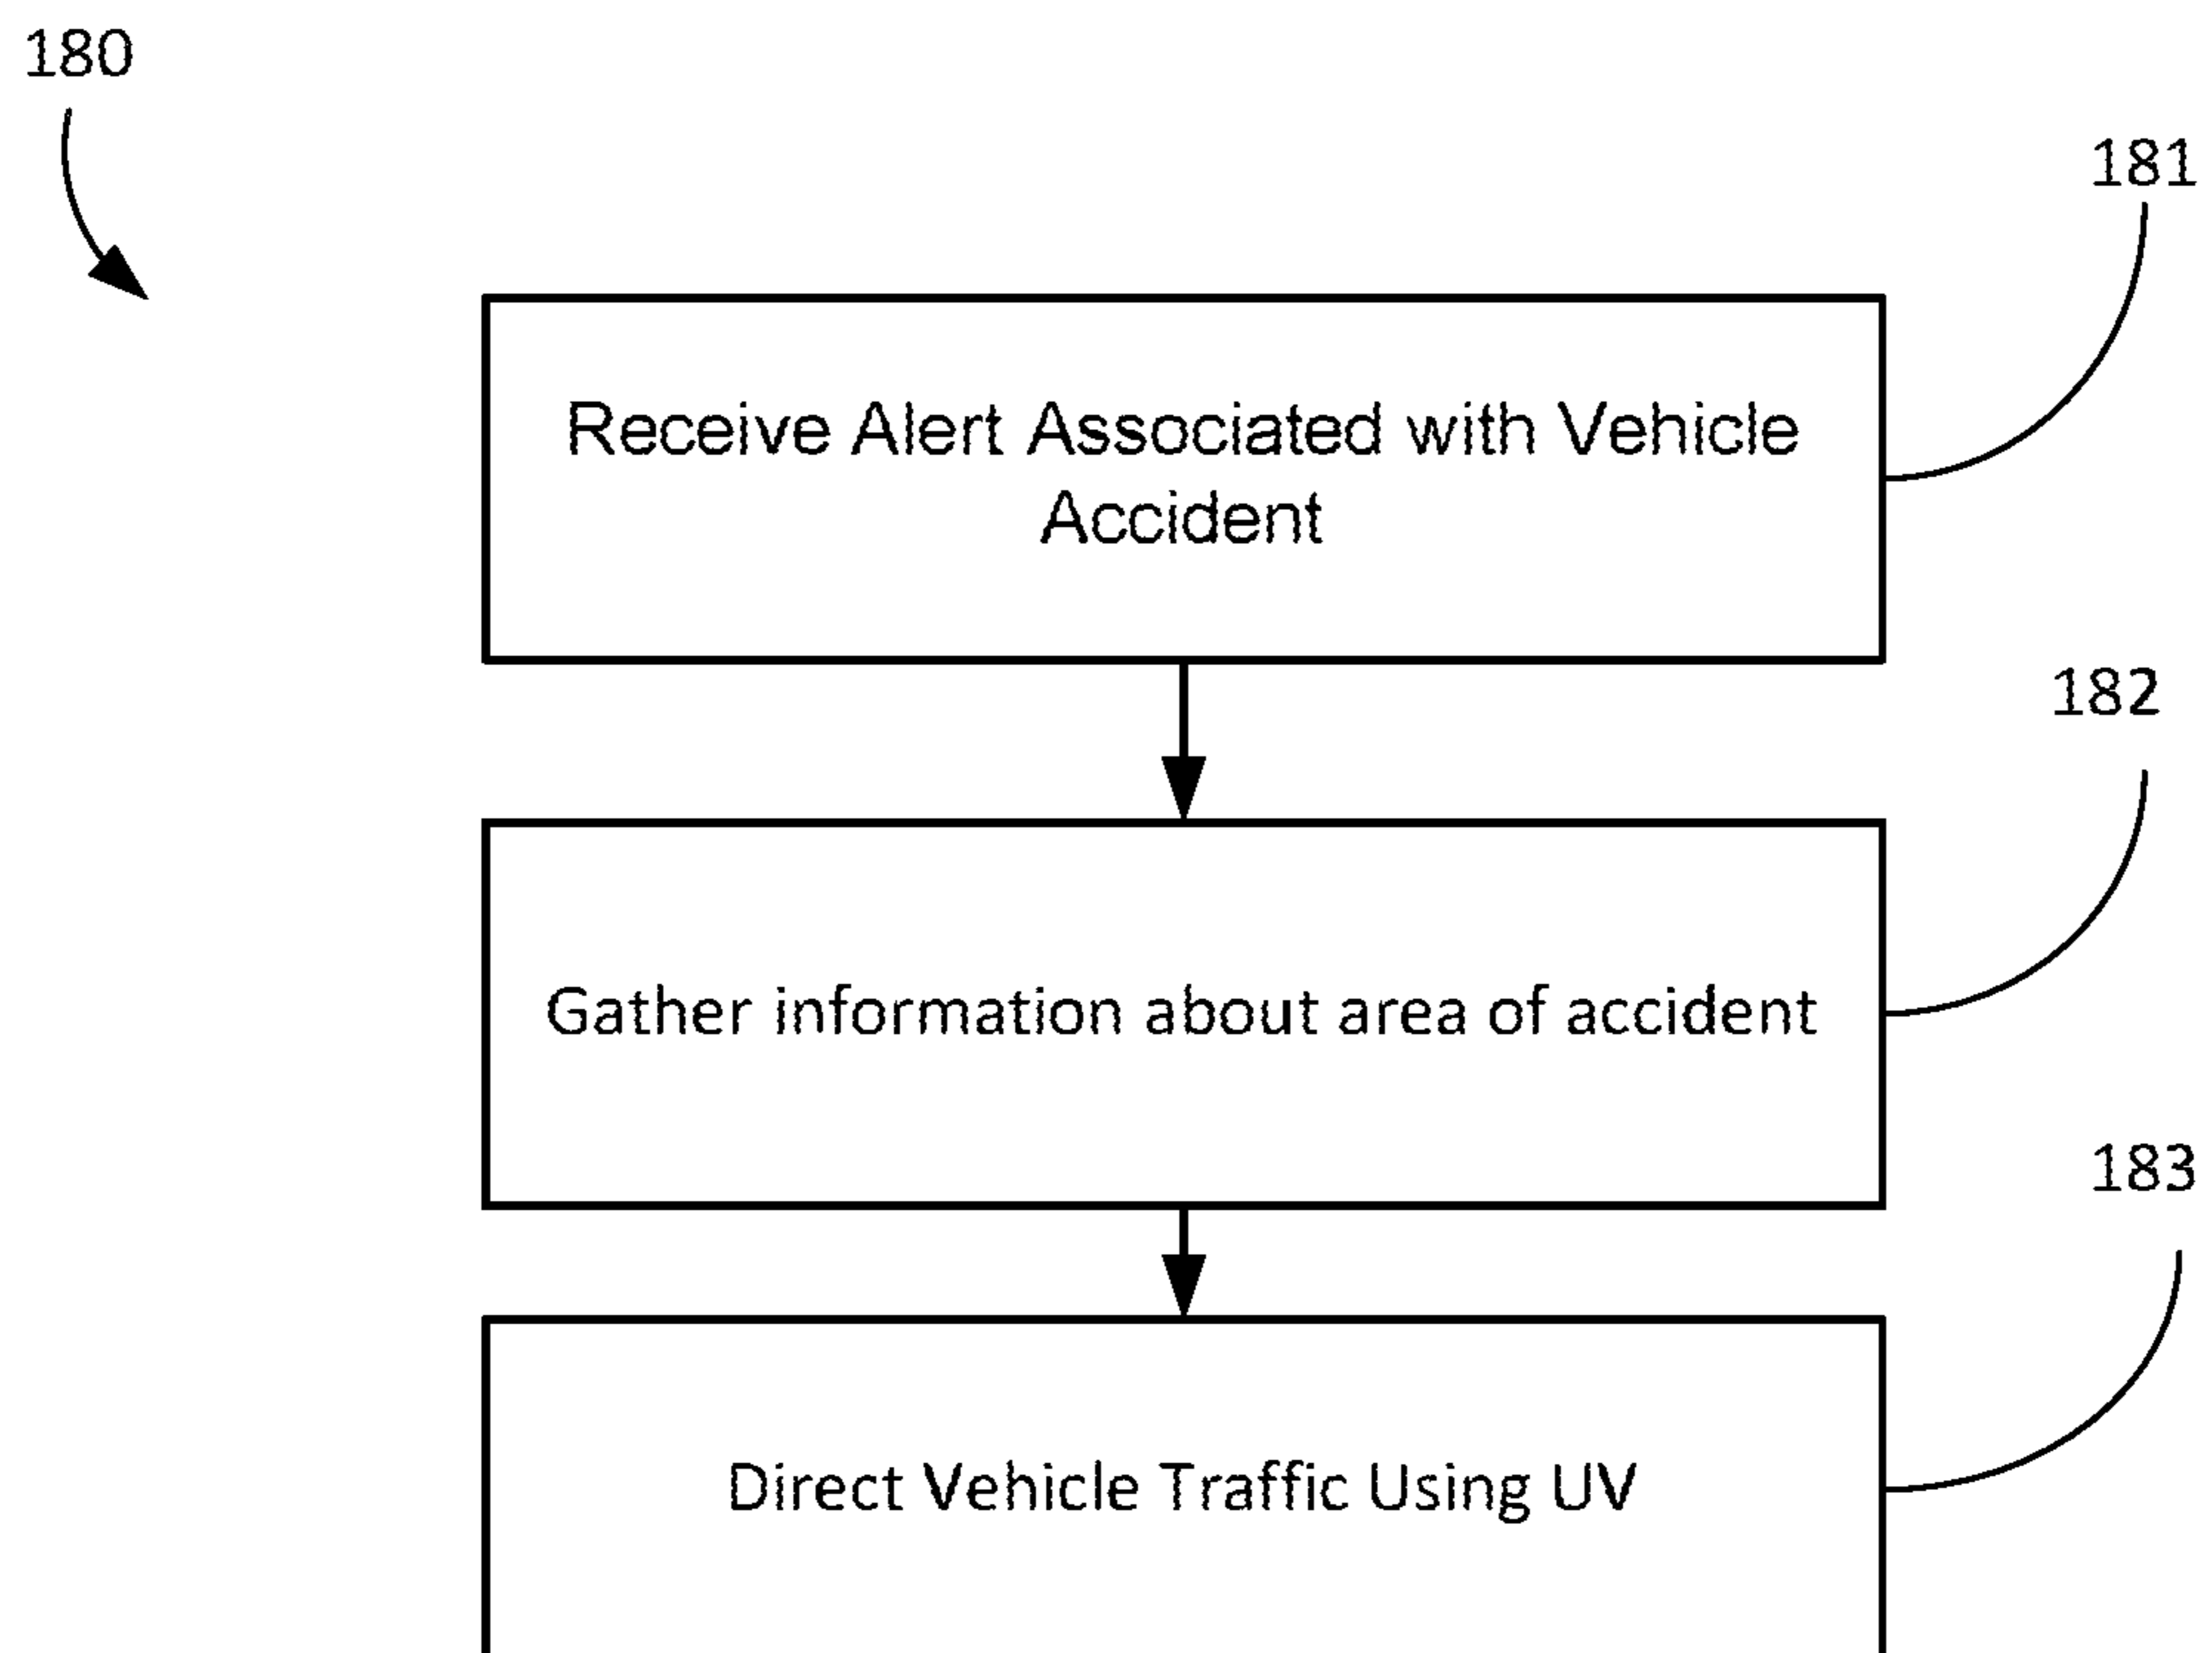 180
181
Receive Alert Associated with Vehicle
Accident
182
Gather information about area of accident
183
Direct Vehicle Traffic Using UV